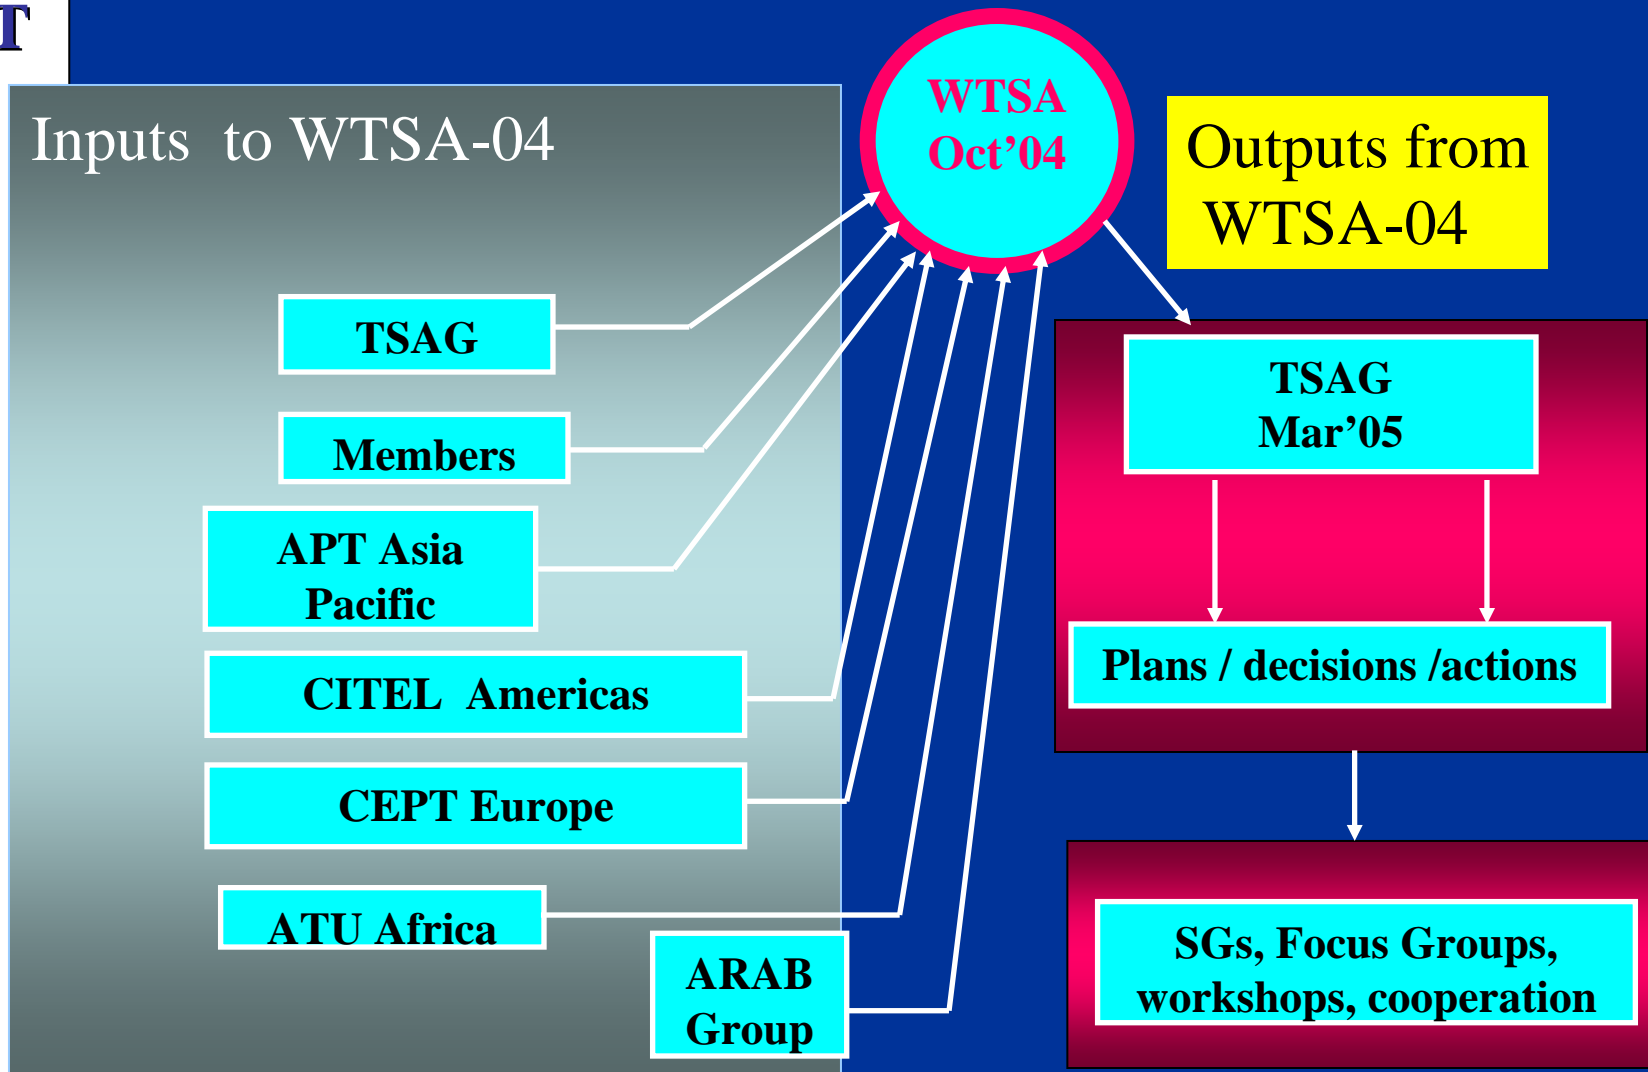 T
Inputs to WTSA-04
WTSA
Oct’04
Outputs from
WTSA-04
TSAG
Members
APT Asia
Pacific
CITEL Americas
CEPT Europe
ATU Africa
ARAB
Group
TSAG
Mar’05
Plans / decisions /actions
SGs, Focus Groups,
workshops, cooperation